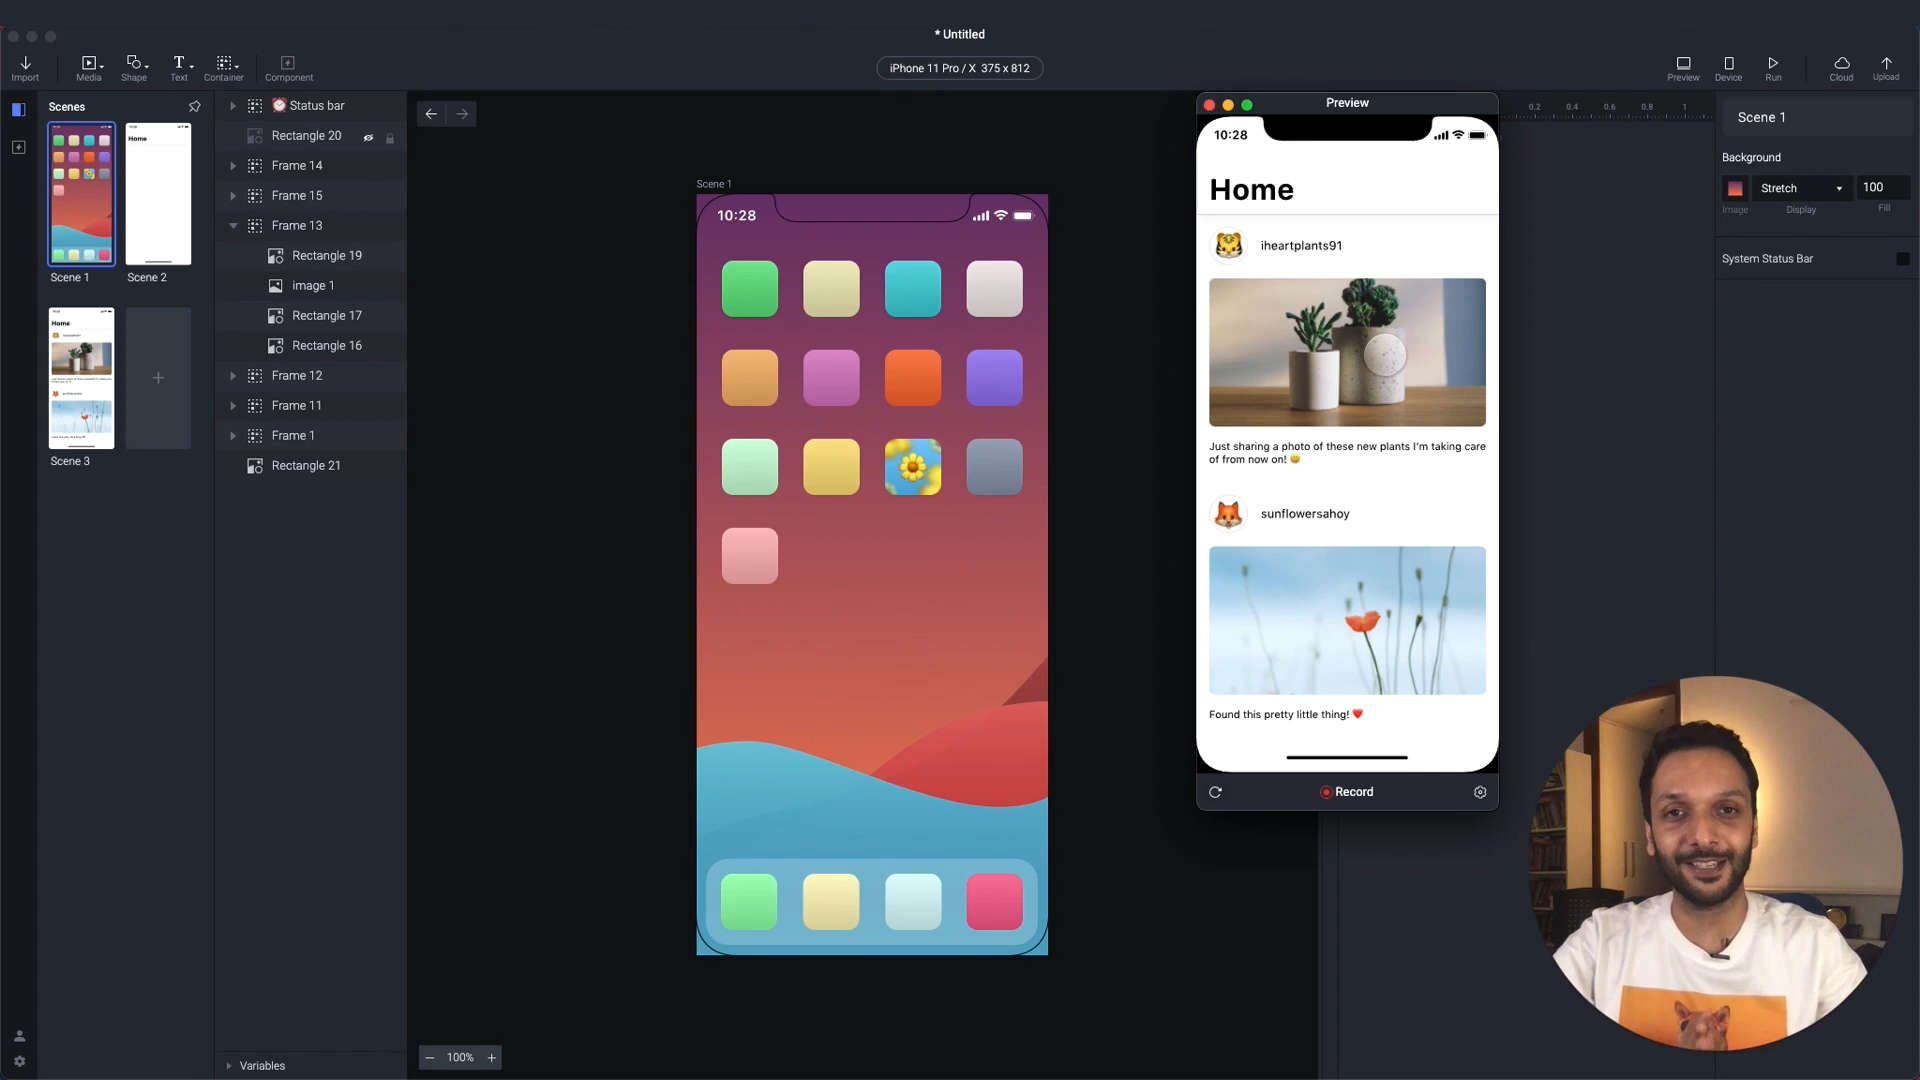 * Untitled
Import
Media
Shape
Text
Container
Component
iPhone 11 Pro / X 375 x 812
Preview
Device
Run
Cloud
Upload
Scenes
Scene 1
Home
Scene 2
Home
Scene 3
Status bar
Rectangle 20
Frame 14
Frame 15
Frame 13
Rectangle 19
image 1
Rectangle 17
Rectangle 16
Frame 12
Frame 11
Frame 1
Rectangle 21
Variables
Scene 1
10:28
100%
Preview
10:28
Home
iheartplants91
Just sharing a photo of these new plants I'm taking care
of from now on! 😄
sunflowersahoy
Found this pretty little thing! ❤️
Record
0.2 0.4 0.6 0.8 1
Scene 1
Background
Stretch
100
Image
Display
Fill
System Status Bar